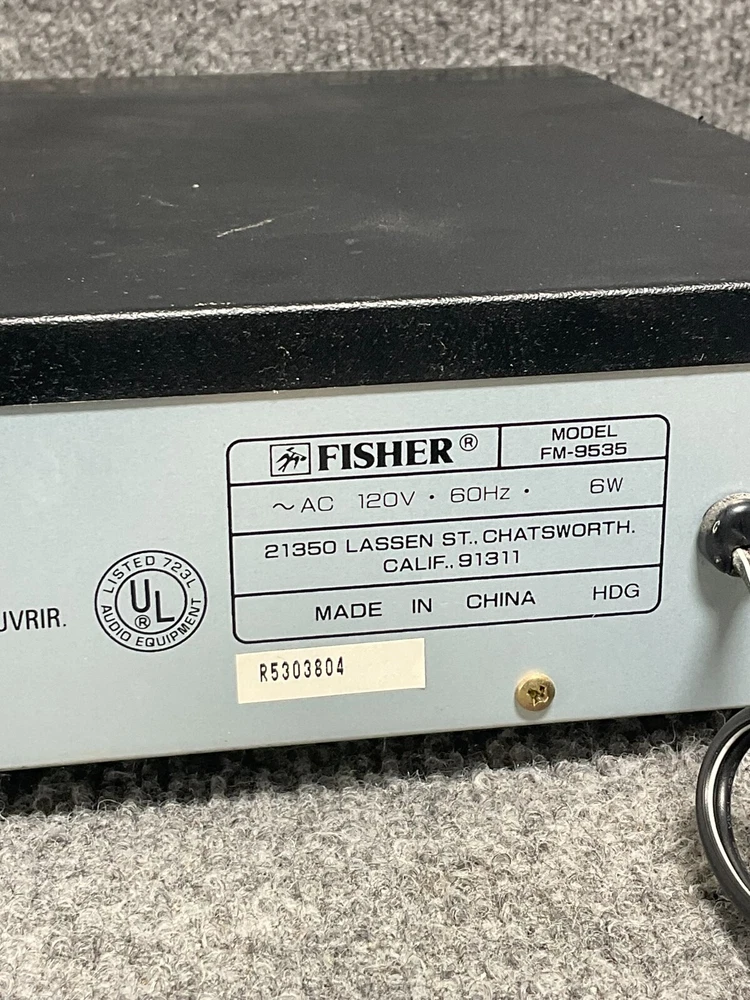 FISHER®
MODEL
FM-9535
~ AC 120V · 60Hz · 6W
21350 LASSEN ST., CHATSWORTH.
CALIF., 91311
MADE IN CHINA HDG
UVRIR.
LISTED 723L
UL®
AUDIO EQUIPMENT
R5303804